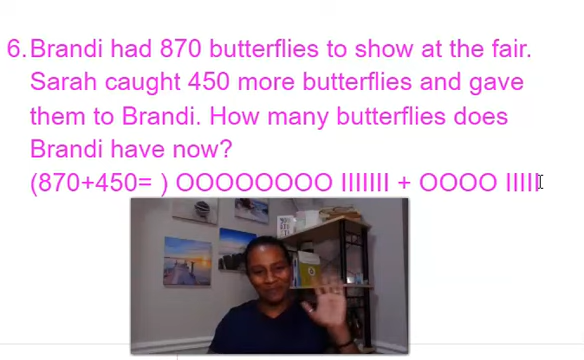 6. Brandi had 870 butterflies to show at the fair.
Sarah caught 450 more butterflies and gave
them to Brandi. How many butterflies does
Brandi have now?
(870+450= ) OOOOOOOO IIIIIII + OOOO IIIII